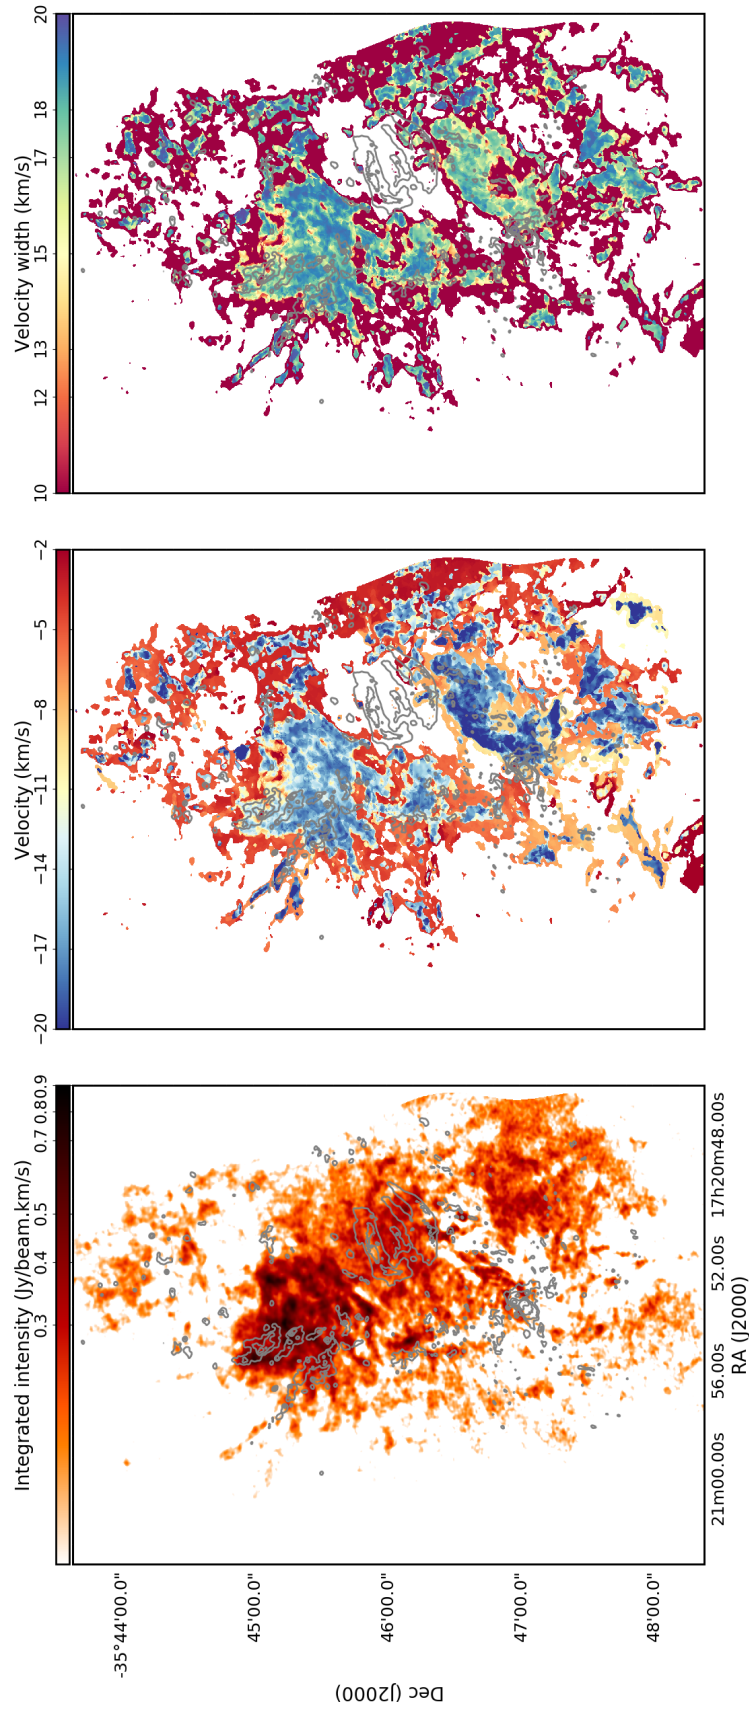 Integrated intensity (Jy/beam.km/s)
0.3 0.4 0.5 0.7 0.8 0.9
Velocity (km/s)
−20 −17 −14 −11 −8 −5 −2
Velocity width (km/s)
10 12 13 15 17 18 20
-35°44'00.0"
45'00.0"
46'00.0"
47'00.0"
48'00.0"
Dec (J2000)
21m00.00s 56.00s 52.00s 17h20m48.00s
RA (J2000)